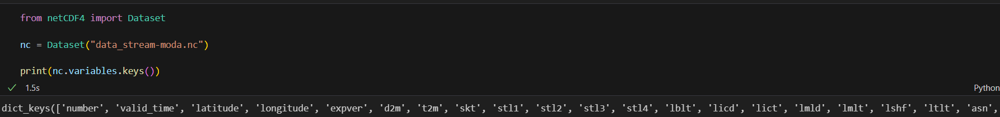 from netCDF4 import Dataset
nc = Dataset("data_stream-moda.nc")
print(nc.variables.keys())
✓ 1.5s
Python
dict_keys(['number', 'valid_time', 'latitude', 'longitude', 'expver', 'd2m', 't2m', 'skt', 'stl1', 'stl2', 'stl3', 'stl4', 'lblt', 'licd', 'lict', 'lmld', 'lmlt', 'lshf', 'ltlt', 'asn',